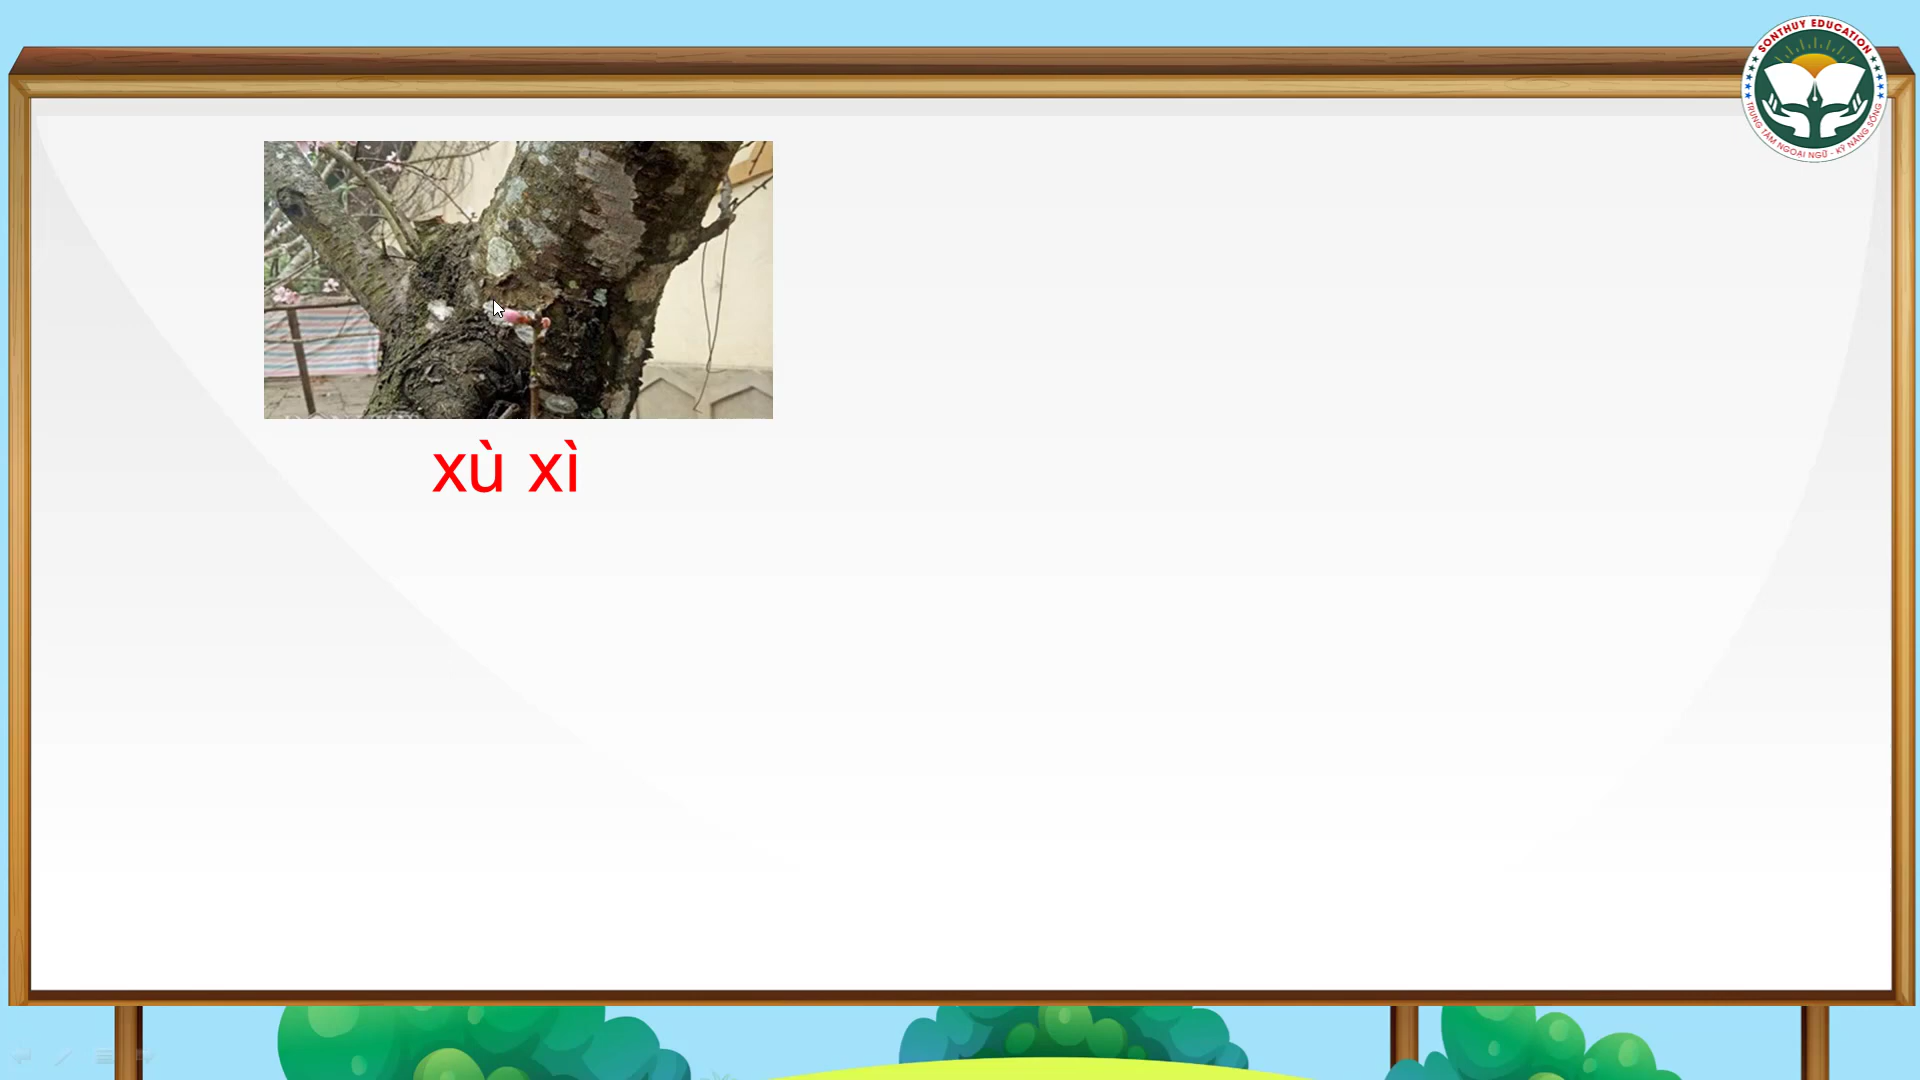 SONTHUY EDUCATION
TRUNG TÂM NGOẠI NGỮ - KỸ NĂNG SỐNG
xù xì